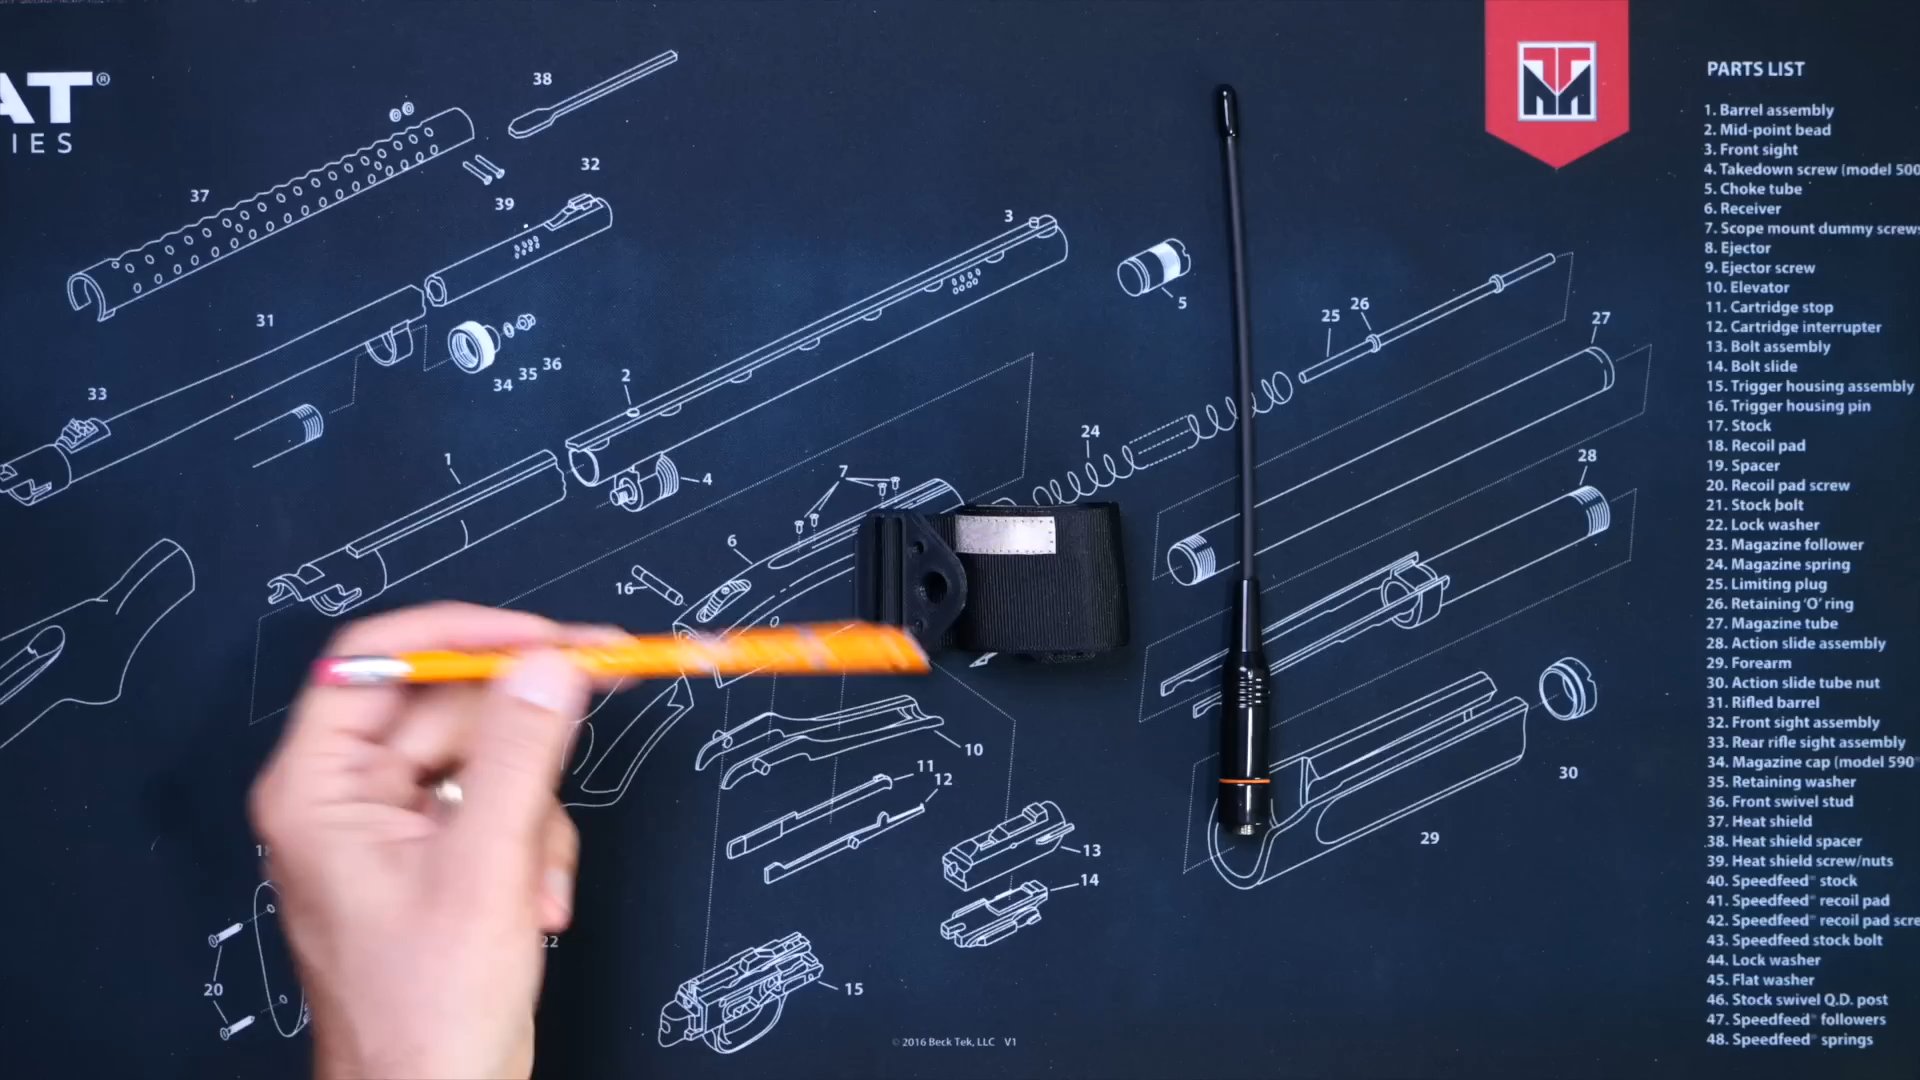 AT®
IES
38
32
37
39
3
31
5
26
25
27
33
34
35
36
2
24
28
1
4
7
6
16
10
11
12
30
29
13
14
22
20
15
© 2016 Beck Tek, LLC V1
PARTS LIST
1. Barrel assembly
2. Mid-point bead
3. Front sight
4. Takedown screw (model 500
5. Choke tube
6. Receiver
7. Scope mount dummy screws
8. Ejector
9. Ejector screw
10. Elevator
11. Cartridge stop
12. Cartridge interrupter
13. Bolt assembly
14. Bolt slide
15. Trigger housing assembly
16. Trigger housing pin
17. Stock
18. Recoil pad
19. Spacer
20. Recoil pad screw
21. Stock bolt
22. Lock washer
23. Magazine follower
24. Magazine spring
25. Limiting plug
26. Retaining ‘O’ ring
27. Magazine tube
28. Action slide assembly
29. Forearm
30. Action slide tube nut
31. Rifled barrel
32. Front sight assembly
33. Rear rifle sight assembly
34. Magazine cap (model 590
35. Retaining washer
36. Front swivel stud
37. Heat shield
38. Heat shield spacer
39. Heat shield screw/nuts
40. Speedfeed® stock
41. Speedfeed® recoil pad
42. Speedfeed® recoil pad scre
43. Speedfeed stock bolt
44. Lock washer
45. Flat washer
46. Stock swivel Q.D. post
47. Speedfeed® followers
48. Speedfeed® springs